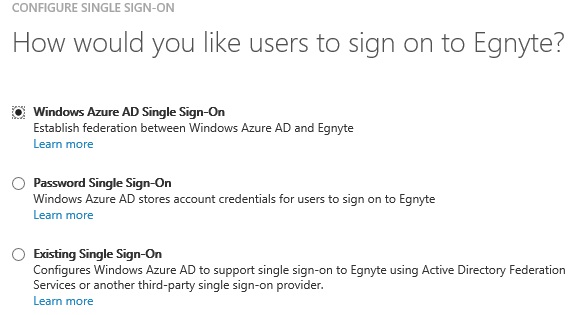 CONFIGURE SINGLE SIGN-ON
How would you like users to sign on to Egnyte?
Windows Azure AD Single Sign-On
Establish federation between Windows Azure AD and Egnyte
Learn more
Password Single Sign-On
Windows Azure AD stores account credentials for users to sign on to Egnyte
Learn more
Existing Single Sign-On
Configures Windows Azure AD to support single sign-on to Egnyte using Active Directory Federation
Services or another third-party single sign-on provider.
Learn more